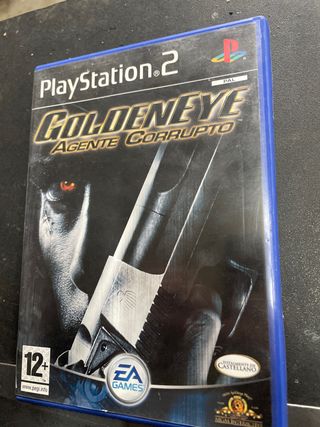 PlayStation®2
PAL
GOLDENEYE
AGENTE CORRUPTO
12+
www.pegi.info
EA
GAMES
CASTELLANO